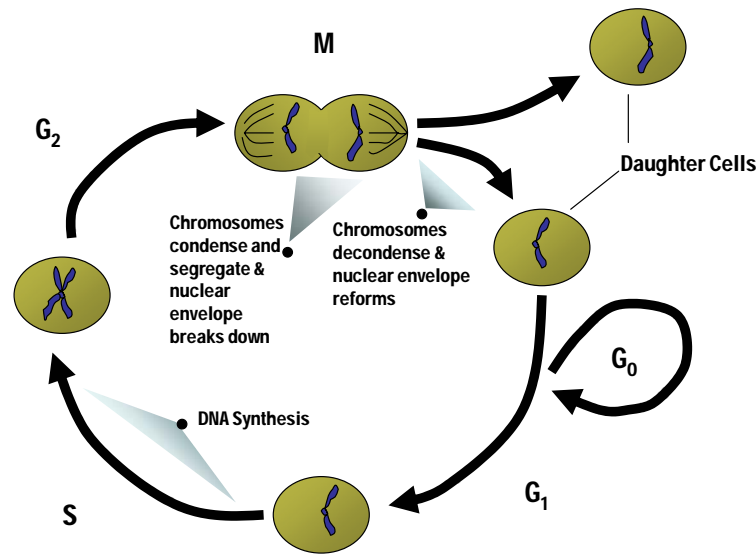 M
G₂
Daughter Cells
Chromosomes
condense and
segregate &
nuclear
envelope
breaks down
Chromosomes
decondense &
nuclear envelope
reforms
G₀
DNA Synthesis
G₁
S